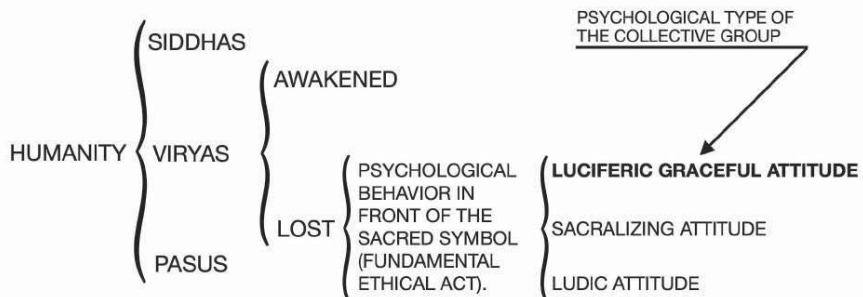 PSYCHOLOGICAL TYPE OF
THE COLLECTIVE GROUP
SIDDHAS
AWAKENED
HUMANITY
VIRYAS
LOST
PSYCHOLOGICAL
BEHAVIOR IN
FRONT OF THE
SACRED SYMBOL
(FUNDAMENTAL
ETHICAL ACT).
LUCIFERIC GRACEFUL ATTITUDE
SACRALIZING ATTITUDE
LUDIC ATTITUDE
PASUS